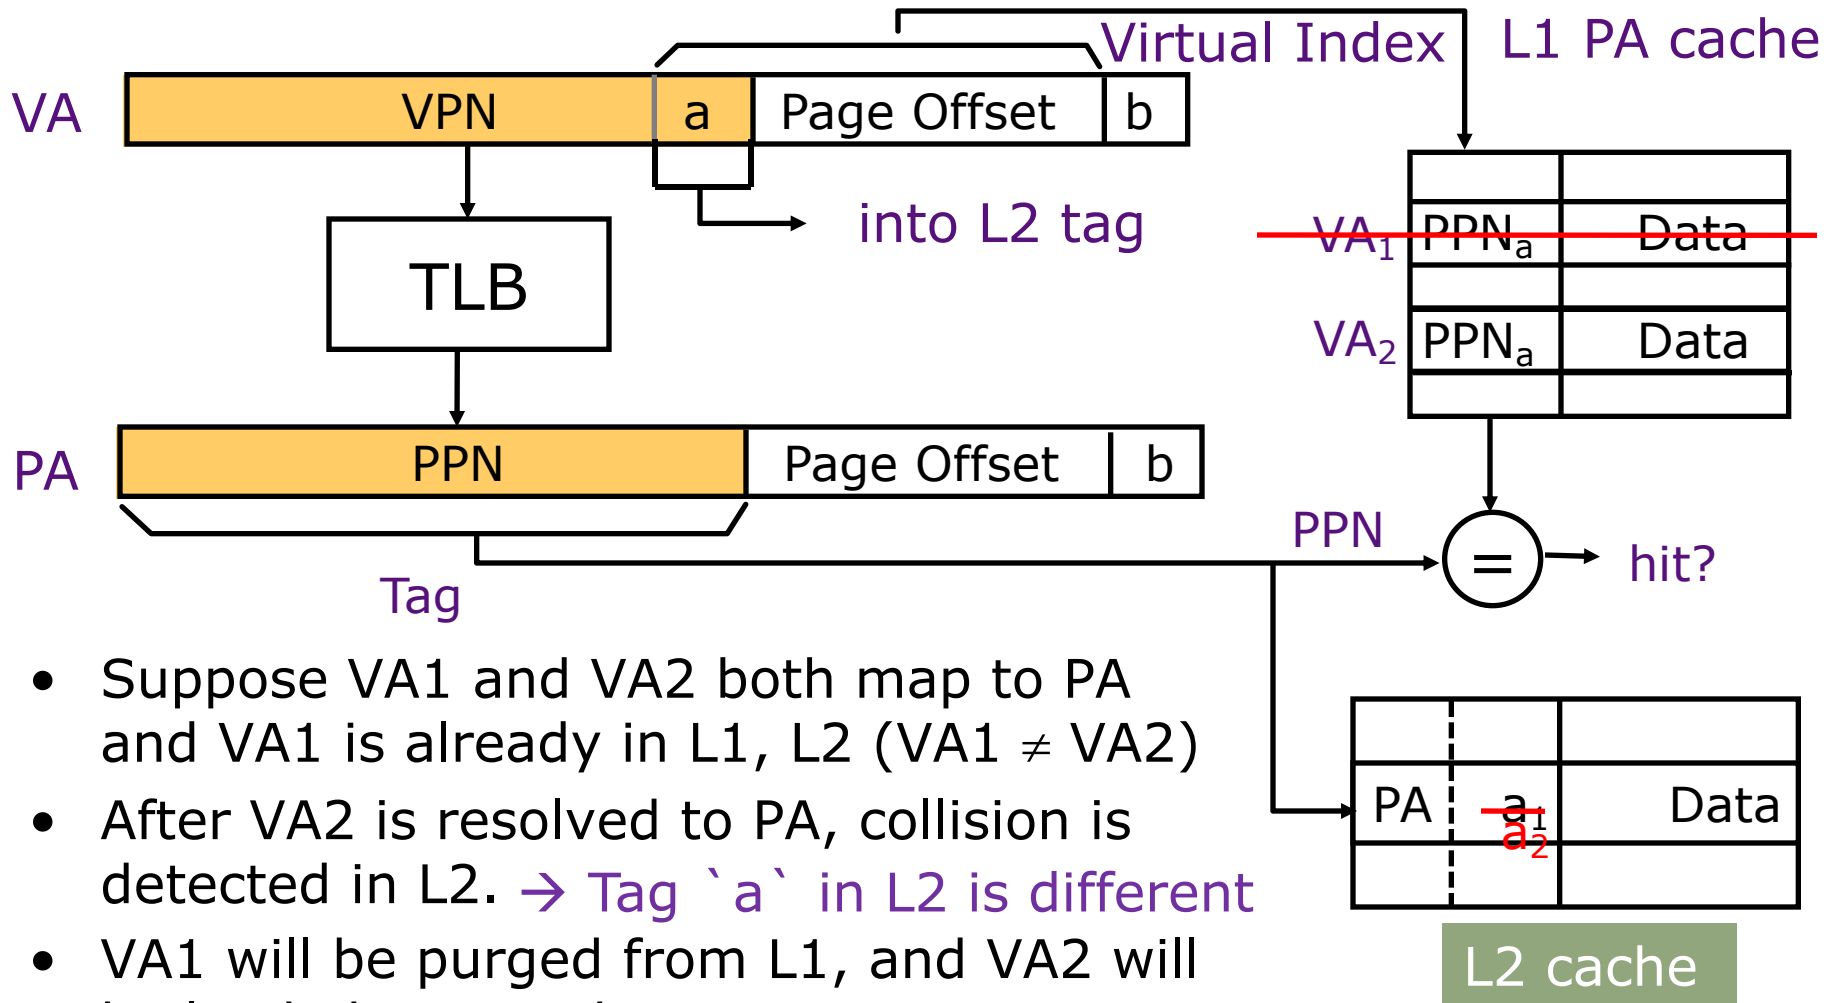 Virtual Index
L1 PA cache
VA
VPN
a
Page Offset
b
into L2 tag
TLB
VA1 PPNa Data
VA2 PPNa Data
PA
PPN
Page Offset
b
Tag
PPN
=
hit?
• Suppose VA1 and VA2 both map to PA
and VA1 is already in L1, L2 (VA1 ≠ VA2)
• After VA2 is resolved to PA, collision is
detected in L2. → Tag `a` in L2 is different
• VA1 will be purged from L1, and VA2 will
PA a1 Data
a2
L2 cache